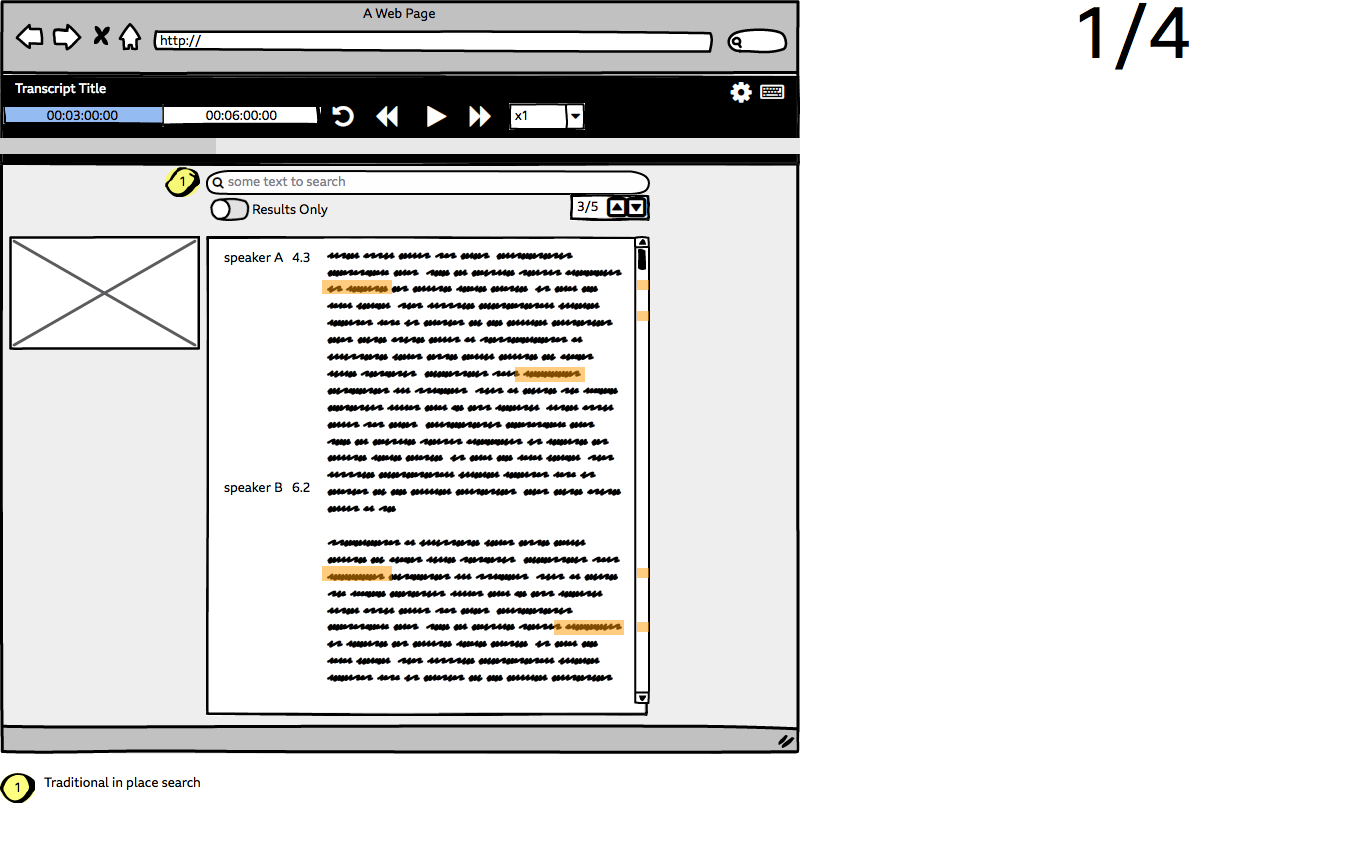 A Web Page
1/4
http://
Transcript Title
00:03:00:00 00:06:00:00 x1
1 some text to search
Results Only 3/5
speaker A 4.3
speaker B 6.2
1 Traditional in place search